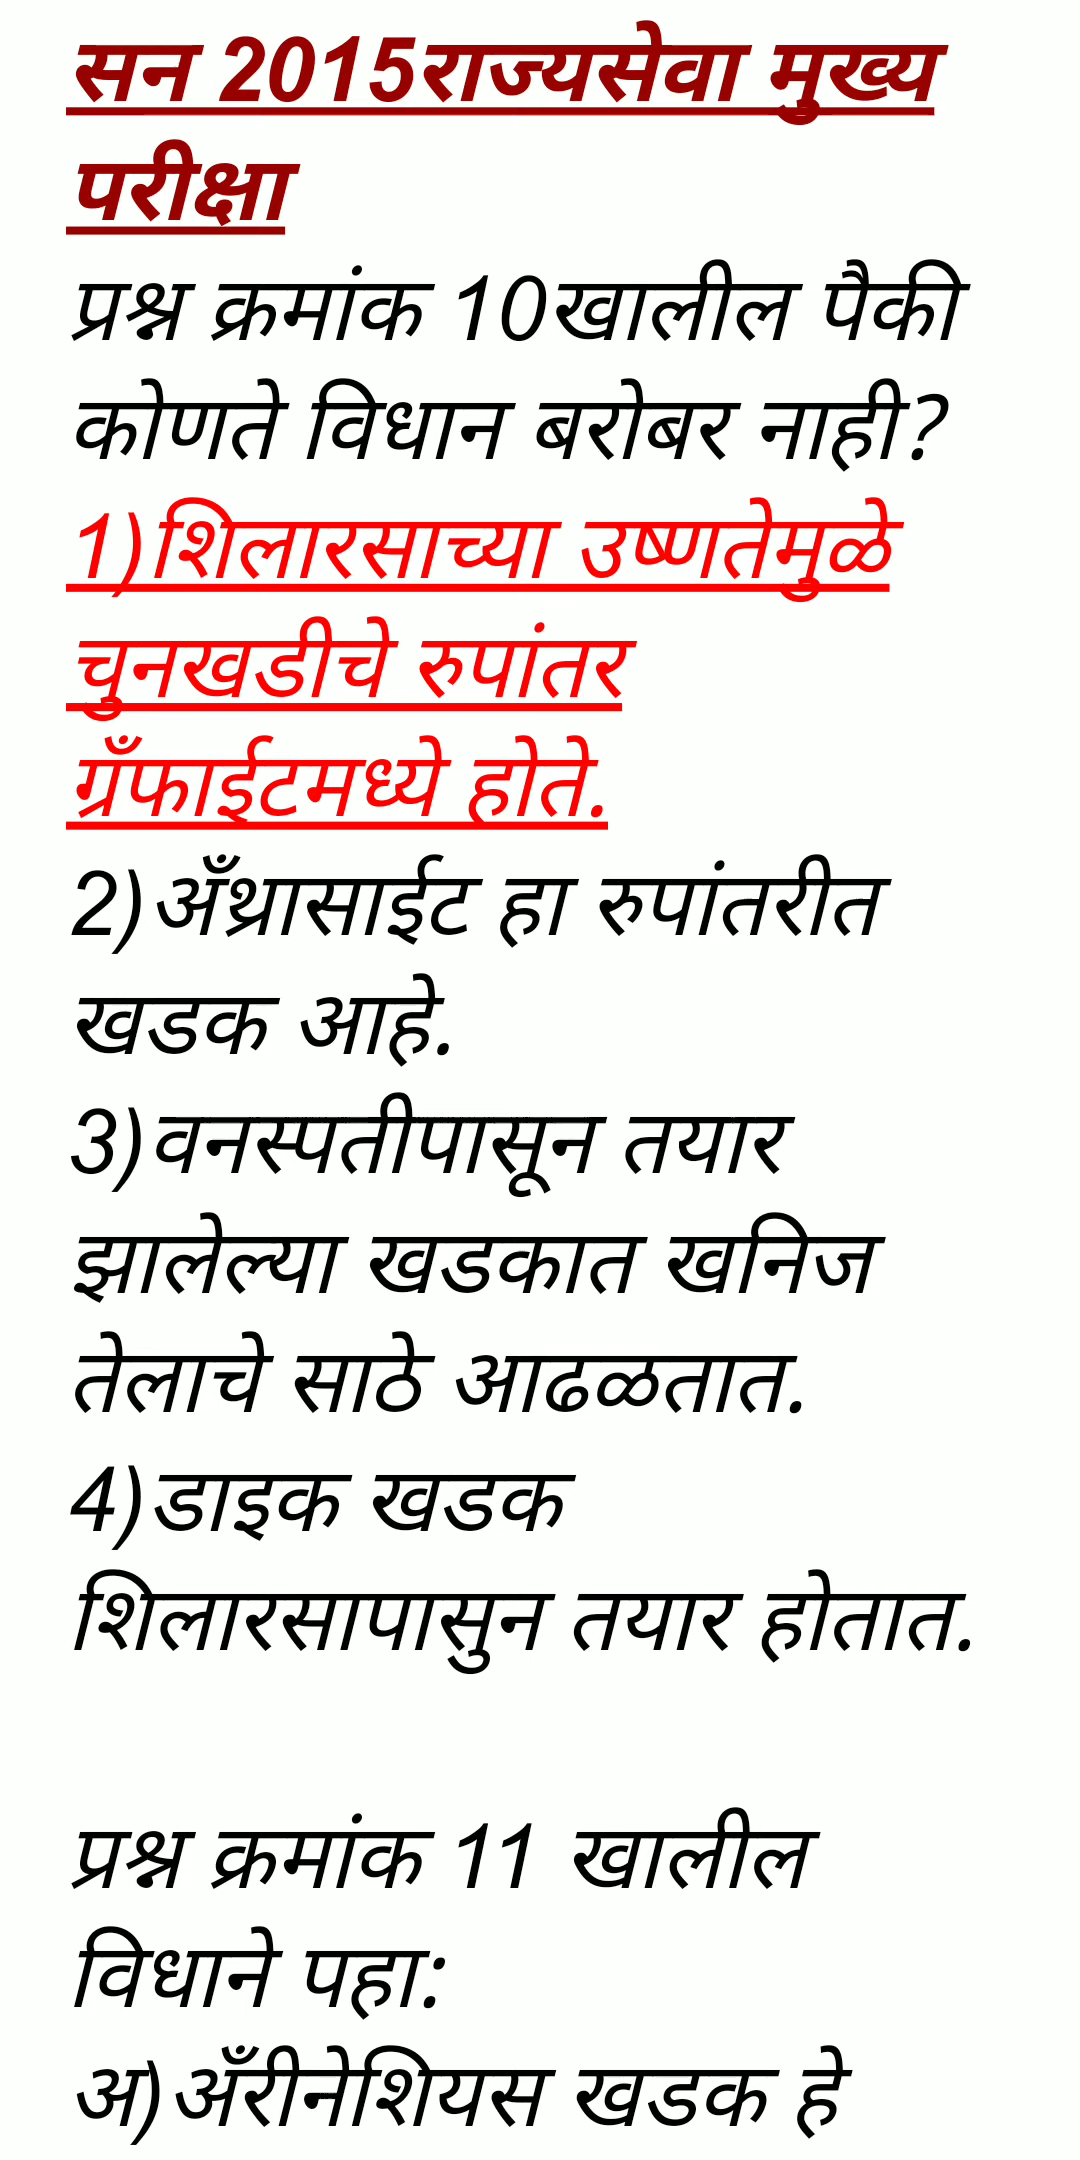 सन 2015राज्यसेवा मुख्य
परीक्षा
प्रश्न क्रमांक 10खालील पैकी
कोणते विधान बरोबर नाही?
1)शिलारसाच्या उष्णतेमुळे
चुनखडीचे रुपांतर
ग्रँफाईटमध्ये होते.
2)अँथ्रासाईट हा रुपांतरीत
खडक आहे.
3)वनस्पतीपासून तयार
झालेल्या खडकात खनिज
तेलाचे साठे आढळतात.
4)डाइक खडक
शिलारसापासुन तयार होतात.
प्रश्न क्रमांक 11 खालील
विधाने पहा:
अ)अँरीनेशियस खडक हे